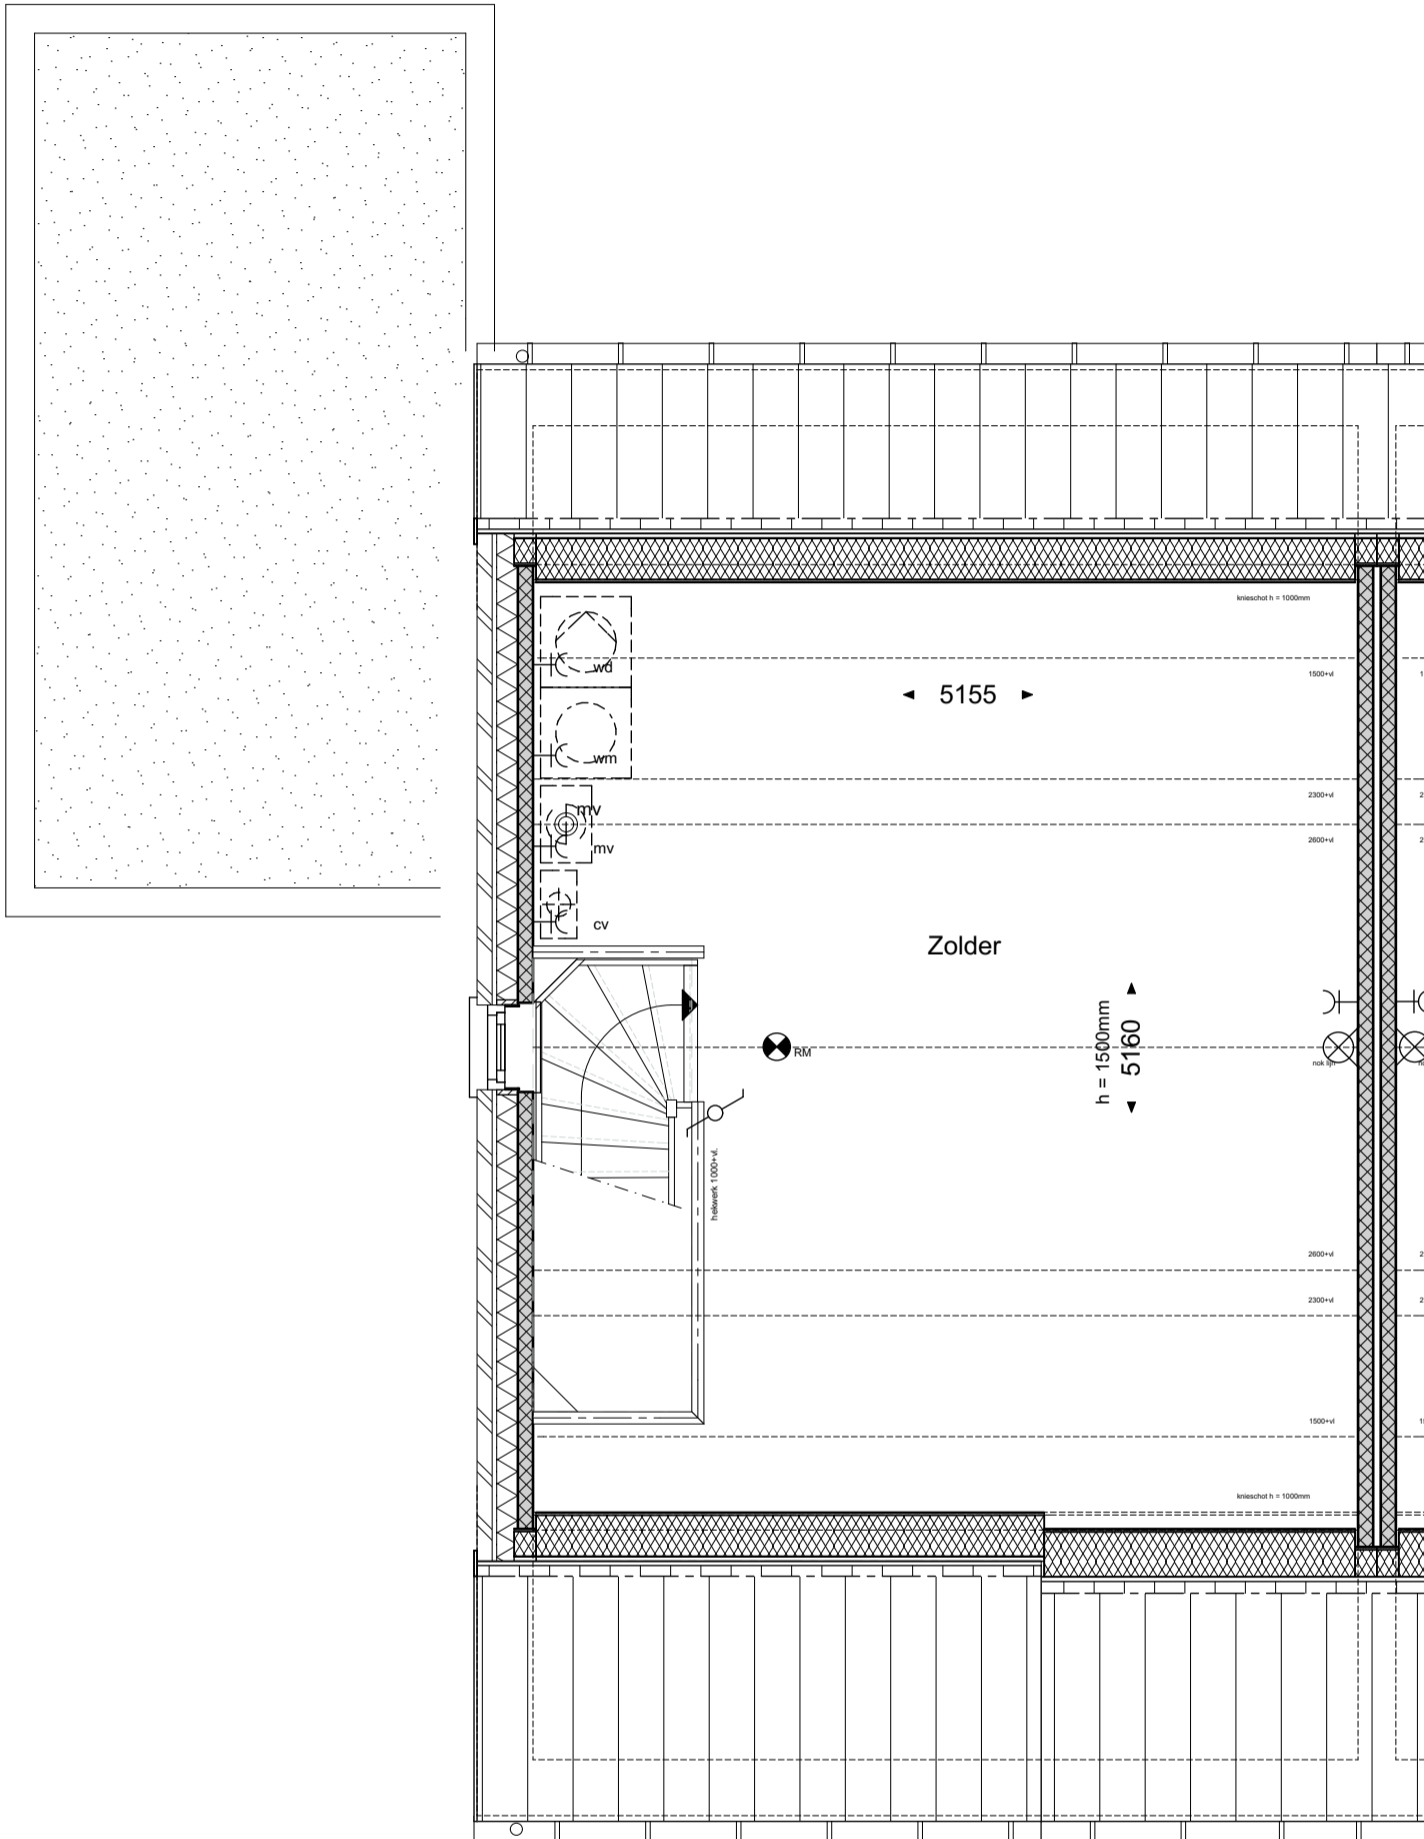 knieschot h = 1000mm
wd
1500+vl
5155
wm
2300+vl
mv
2600+vl
mv
cv
Zolder
h = 1500mm
5160
RM
nok lijn
hekwerk 1000+vl.
2600+vl
2300+vl
1500+vl
knieschot h = 1000mm